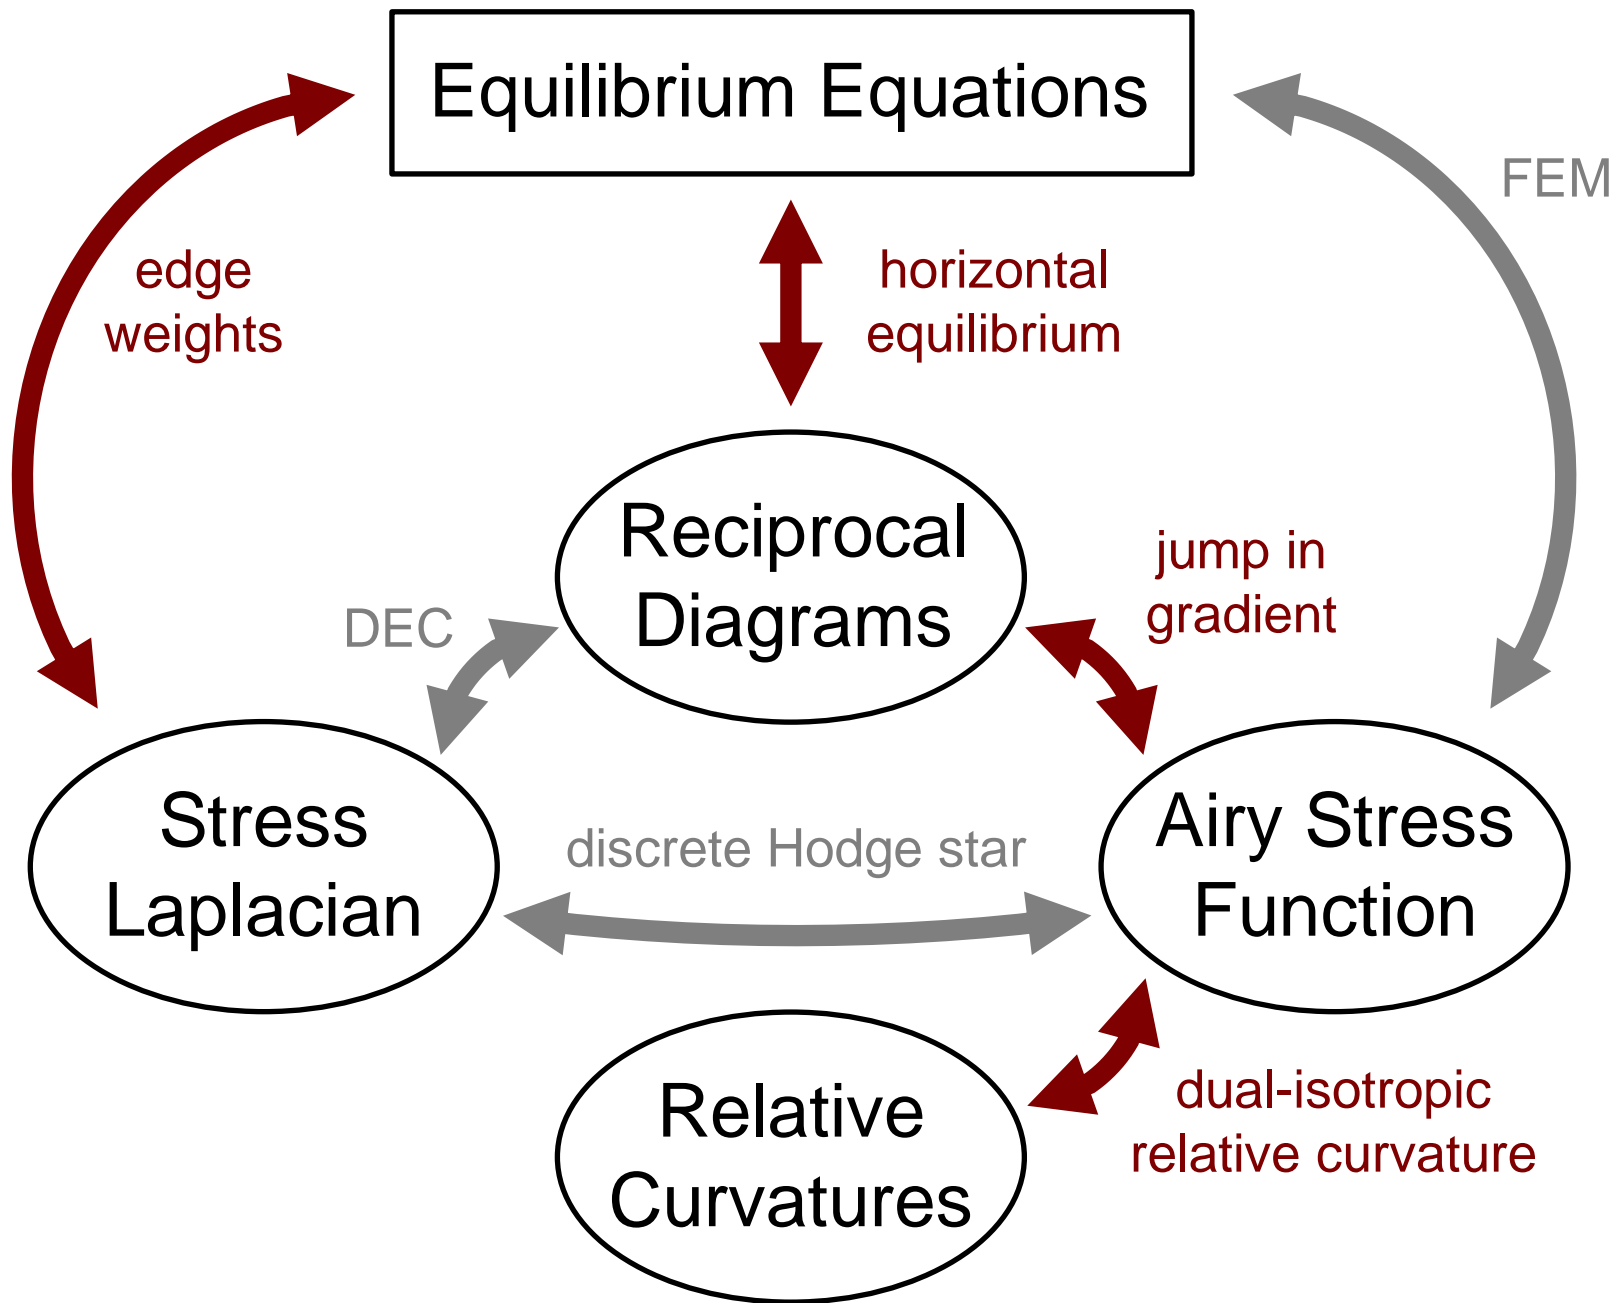 Equilibrium Equations
FEM
edge
weights
horizontal
equilibrium
Reciprocal
Diagrams
jump in
gradient
DEC
Stress
Laplacian
discrete Hodge star
Airy Stress
Function
Relative
Curvatures
dual-isotropic
relative curvature